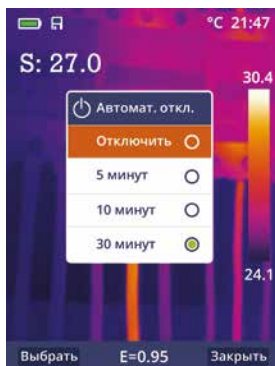 °C 21:47
S: 27.0
30.4
Автомат. откл.
Отключить
5 минут
10 минут
30 минут
24.1
Выбрать E=0.95 Закрыть